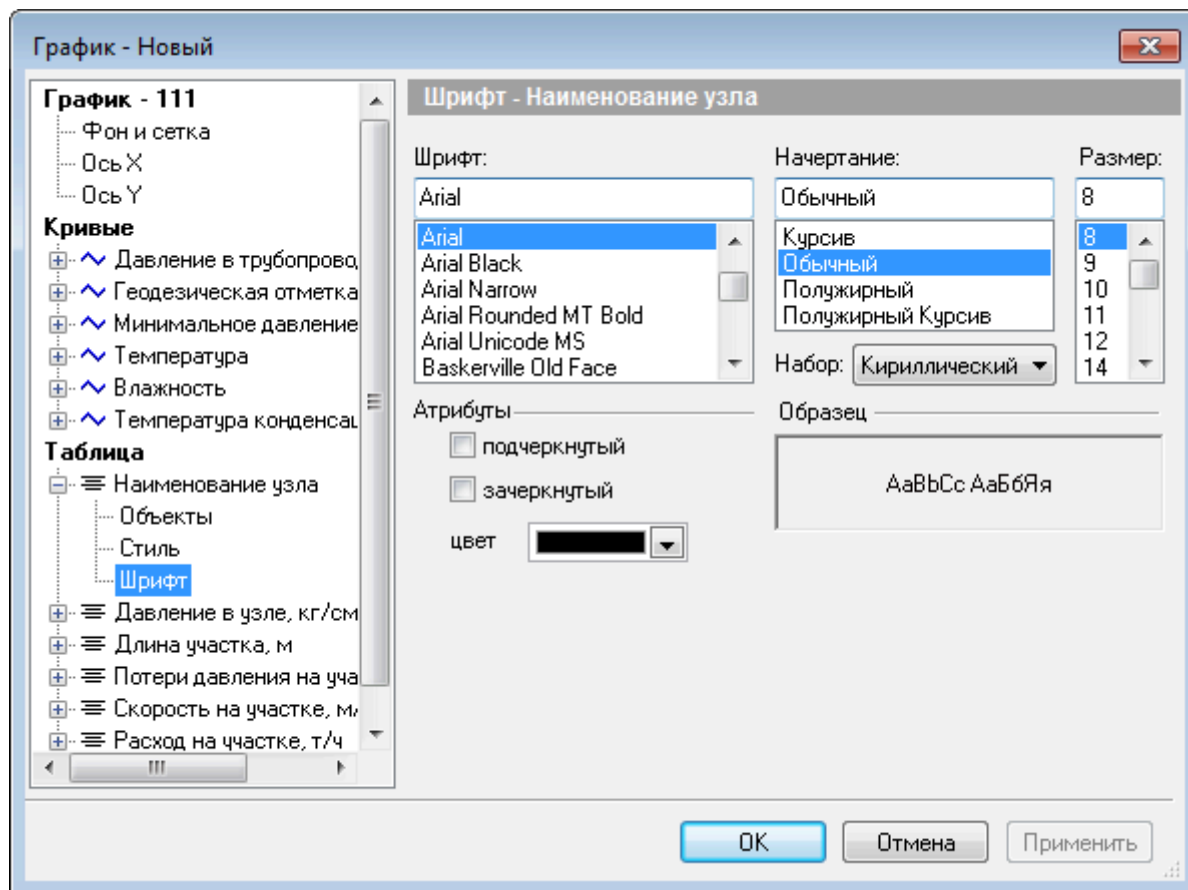 График - Новый
График - 111
Фон и сетка
Ось X
Ось Y
Кривые
Давление в трубопровод
Геодезическая отметка
Минимальное давление
Температура
Влажность
Температура конденсац
Таблица
Наименование узла
Объекты
Стиль
Шрифт
Давление в узле, кг/см
Длина участка, м
Потери давления на уча
Скорость на участке, м/
Расход на участке, т/ч
Шрифт - Наименование узла
Шрифт:
Arial
Arial
Arial Black
Arial Narrow
Arial Rounded MT Bold
Arial Unicode MS
Baskerville Old Face
Начертание:
Обычный
Курсив
Обычный
Полужирный
Полужирный Курсив
Набор: Кириллический
Размер:
8
8
9
10
11
12
14
Атрибуты
подчеркнутый
зачеркнутый
цвет
Образец
AaBbCc АаБбЯя
OK
Отмена
Применить